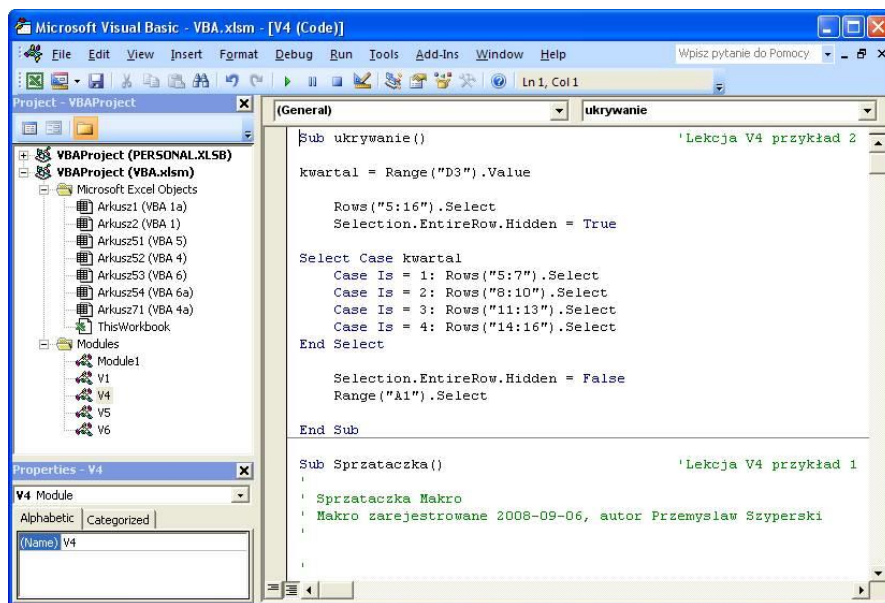 Microsoft Visual Basic - VBA.xlsm - [V4 (Code)]
File Edit View Insert Format Debug Run Tools Add-Ins Window Help Wpisz pytanie do Pomocy
Ln 1, Col 1
Project - VBAProject
VBAProject (PERSONAL.XLSB)
VBAProject (VBA.xlsm)
Microsoft Excel Objects
Arkusz1 (VBA 1a)
Arkusz2 (VBA 1)
Arkusz51 (VBA 5)
Arkusz52 (VBA 4)
Arkusz53 (VBA 6)
Arkusz54 (VBA 6a)
Arkusz71 (VBA 4a)
ThisWorkbook
Modules
Module1
V1
V4
V5
V6
Properties - V4
V4 Module
Alphabetic Categorized
(Name) V4
(General) ukrywanie
Sub ukrywanie() 'Lekcja V4 przykład 2
kwartal = Range("D3").Value
Rows("5:16").Select
Selection.EntireRow.Hidden = True
Select Case kwartal
Case Is = 1: Rows("5:7").Select
Case Is = 2: Rows("8:10").Select
Case Is = 3: Rows("11:13").Select
Case Is = 4: Rows("14:16").Select
End Select
Selection.EntireRow.Hidden = False
Range("A1").Select
End Sub
Sub Sprzataczka() 'Lekcja V4 przykład 1
'
' Sprzataczka Makro
' Makro zarejestrowane 2008-09-06, autor Przemyslaw Szyperski
'
'